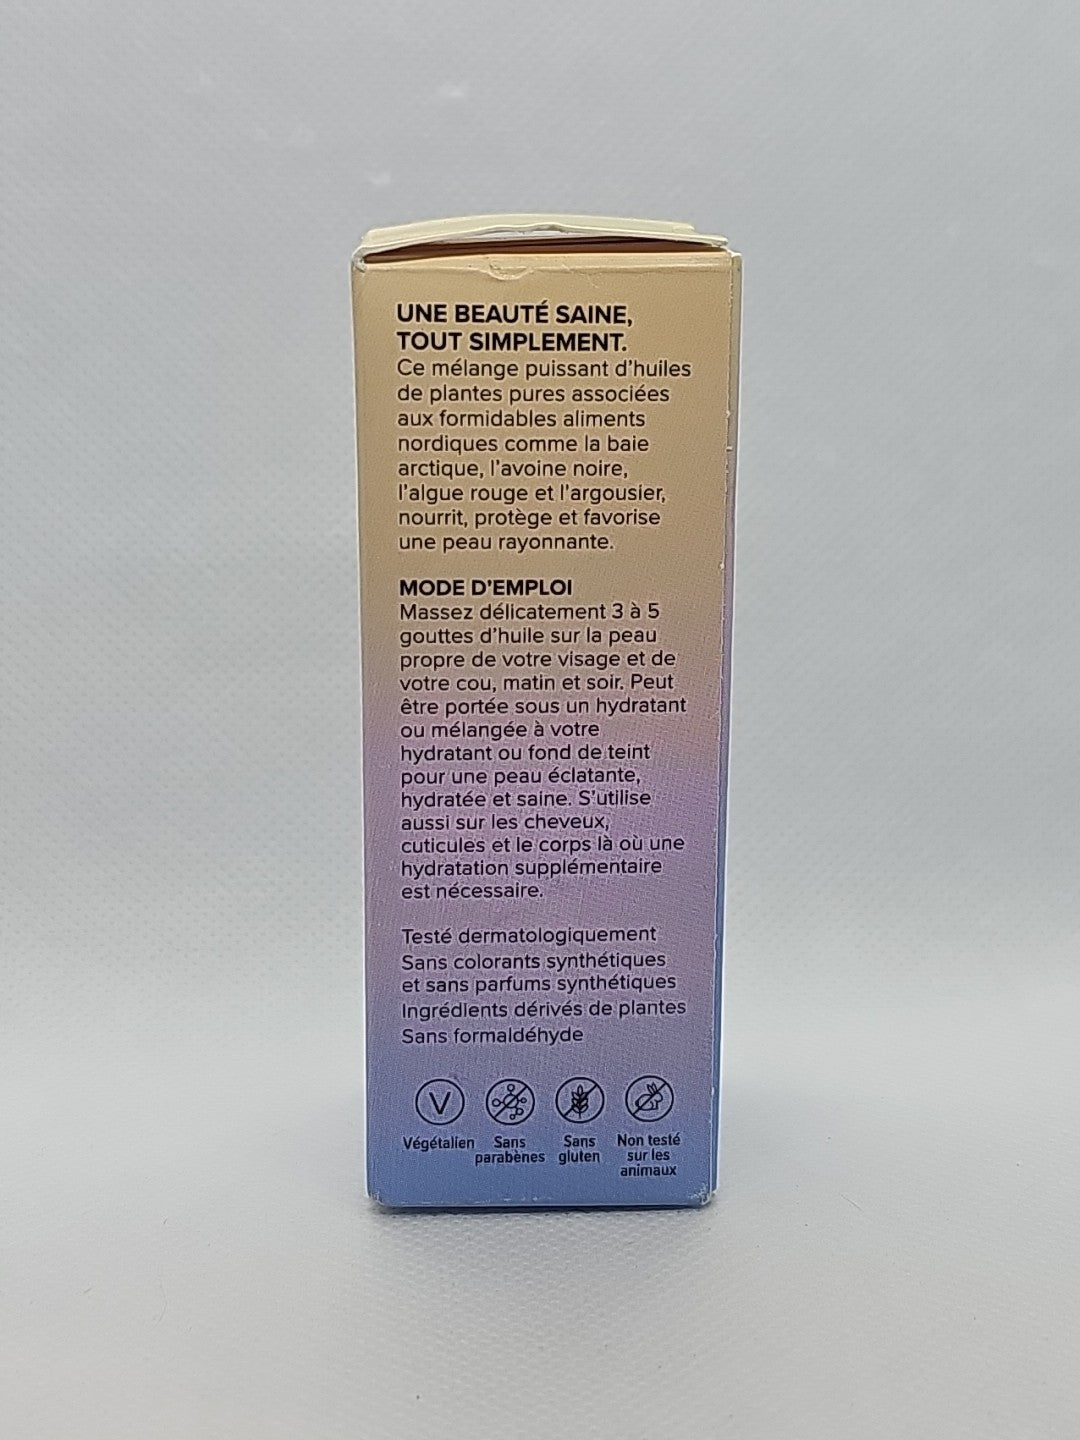 UNE BEAUTÉ SAINE,
TOUT SIMPLEMENT.
Ce mélange puissant d'huiles
de plantes pures associées
aux formidables aliments
nordiques comme la baie
arctique, l'avoine noire,
l'algue rouge et l'argousier,
nourrit, protège et favorise
une peau rayonnante.
MODE D'EMPLOI
Massez délicatement 3 à 5
gouttes d'huile sur la peau
propre de votre visage et de
votre cou, matin et soir. Peut
être portée sous un hydratant
ou mélangée à votre
hydratant ou fond de teint
pour une peau éclatante,
hydratée et saine. S'utilise
aussi sur les cheveux,
cuticules et le corps là où une
hydratation supplémentaire
est nécessaire.
Testé dermatologiquement
Sans colorants synthétiques
et sans parfums synthétiques
Ingrédients dérivés de plantes
Sans formaldéhyde
V
Végétalien Sans parabènes Sans gluten Non testé sur les animaux